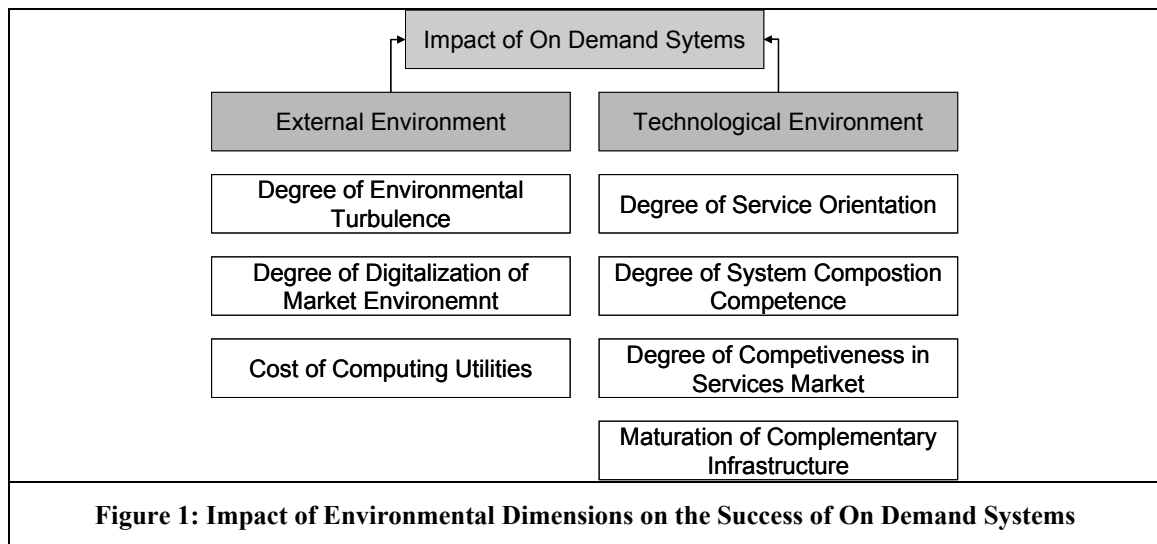 Impact of On Demand Sytems
External Environment
Degree of Environmental
Turbulence
Degree of Digitalization of
Market Environemnt
Cost of Computing Utilities
Technological Environment
Degree of Service Orientation
Degree of System Compostion
Competence
Degree of Competiveness in
Services Market
Maturation of Complementary
Infrastructure
Figure 1: Impact of Environmental Dimensions on the Success of On Demand Systems